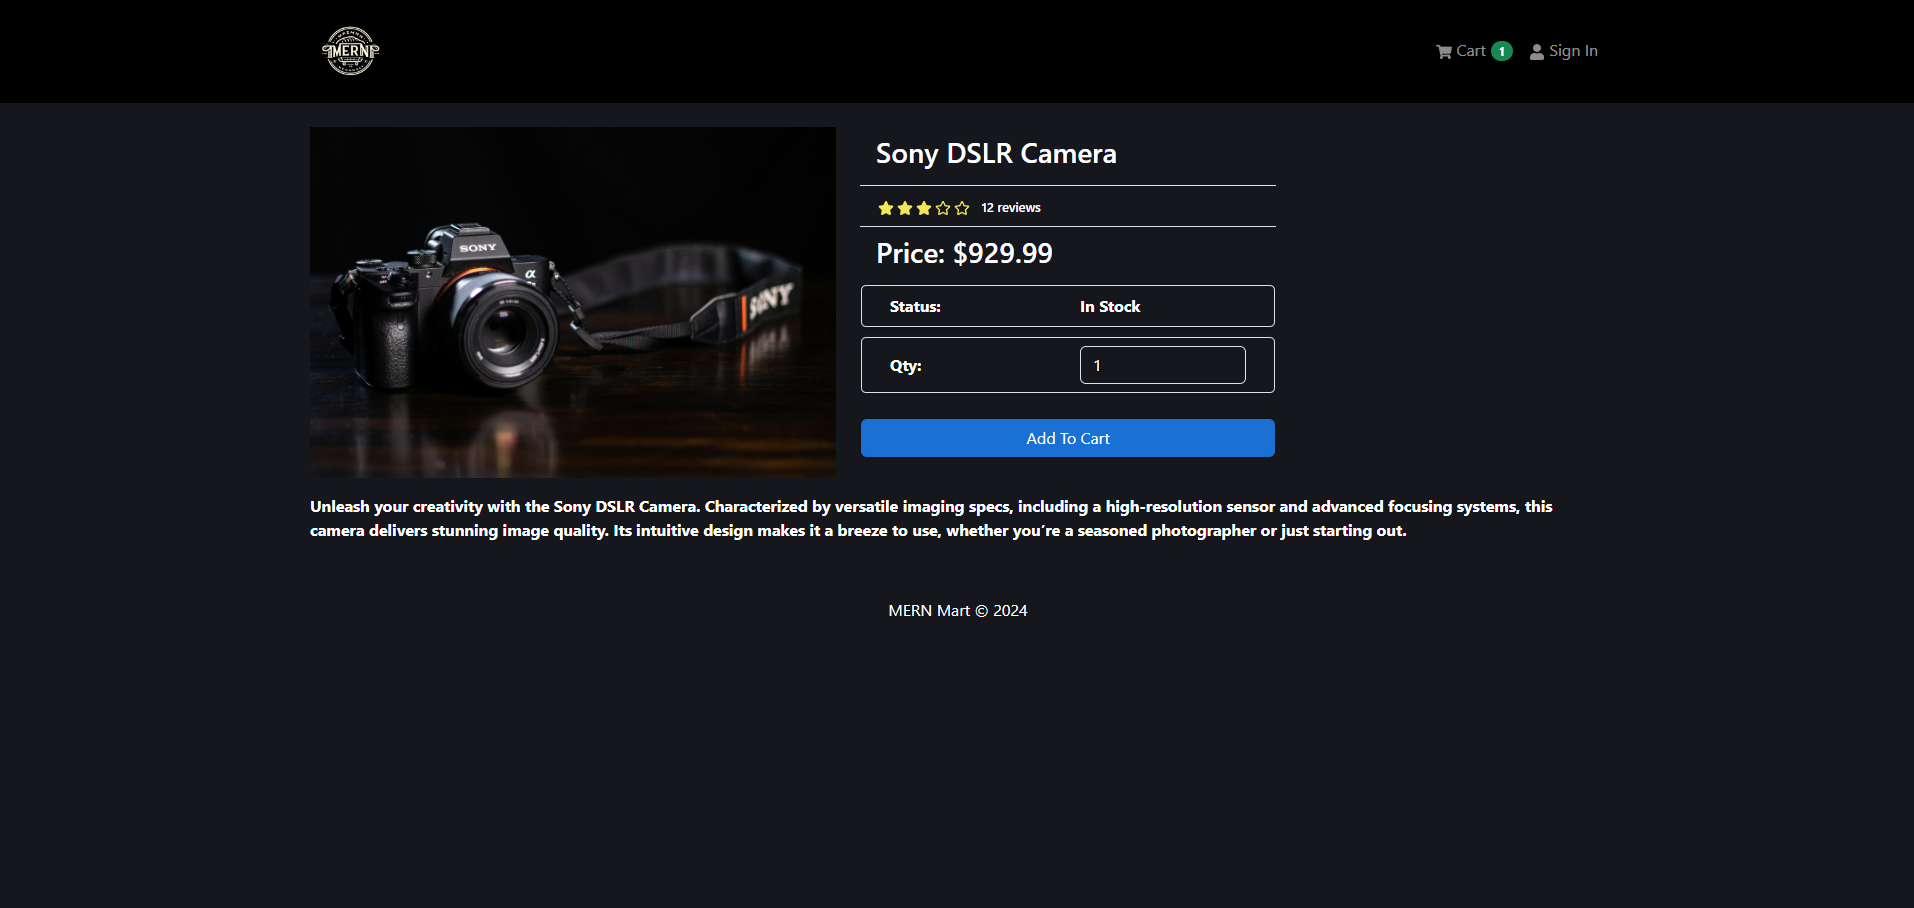 MERN
Cart 1 Sign In
Sony DSLR Camera
12 reviews
Price: $929.99
Status: In Stock
Qty: 1
Add To Cart
SONY
α
SONY
Unleash your creativity with the Sony DSLR Camera. Characterized by versatile imaging specs, including a high-resolution sensor and advanced focusing systems, this
camera delivers stunning image quality. Its intuitive design makes it a breeze to use, whether you're a seasoned photographer or just starting out.
MERN Mart © 2024